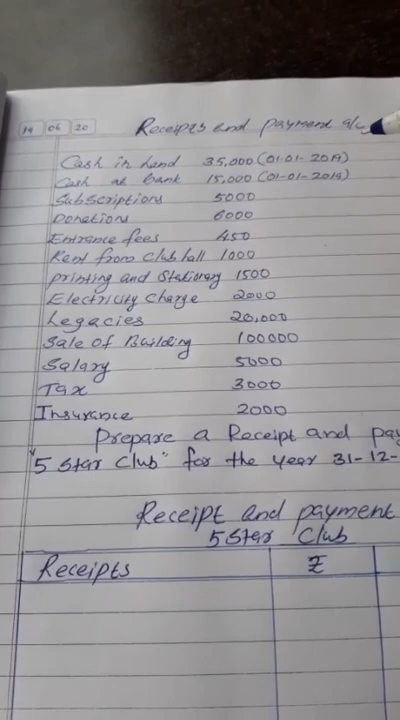 19 06 20
Receipts and payment a/c
Cash in hand 35,000 (01-01-2019)
Cash at bank 15,000 (01-01-2019)
Subscriptions 5000
Donations 6000
Entrance fees 450
Rent from Club hall 1000
Printing and Stationary 1500
Electricity Charge 2000
Legacies 20,000
Sale of Building 100000
Salary 5000
Tax 3000
Insurance 2000
Prepare a Receipt and pay
"5 Star Club" for the year 31-12-
Receipt and payment
5 Star Club
Receipts ₹